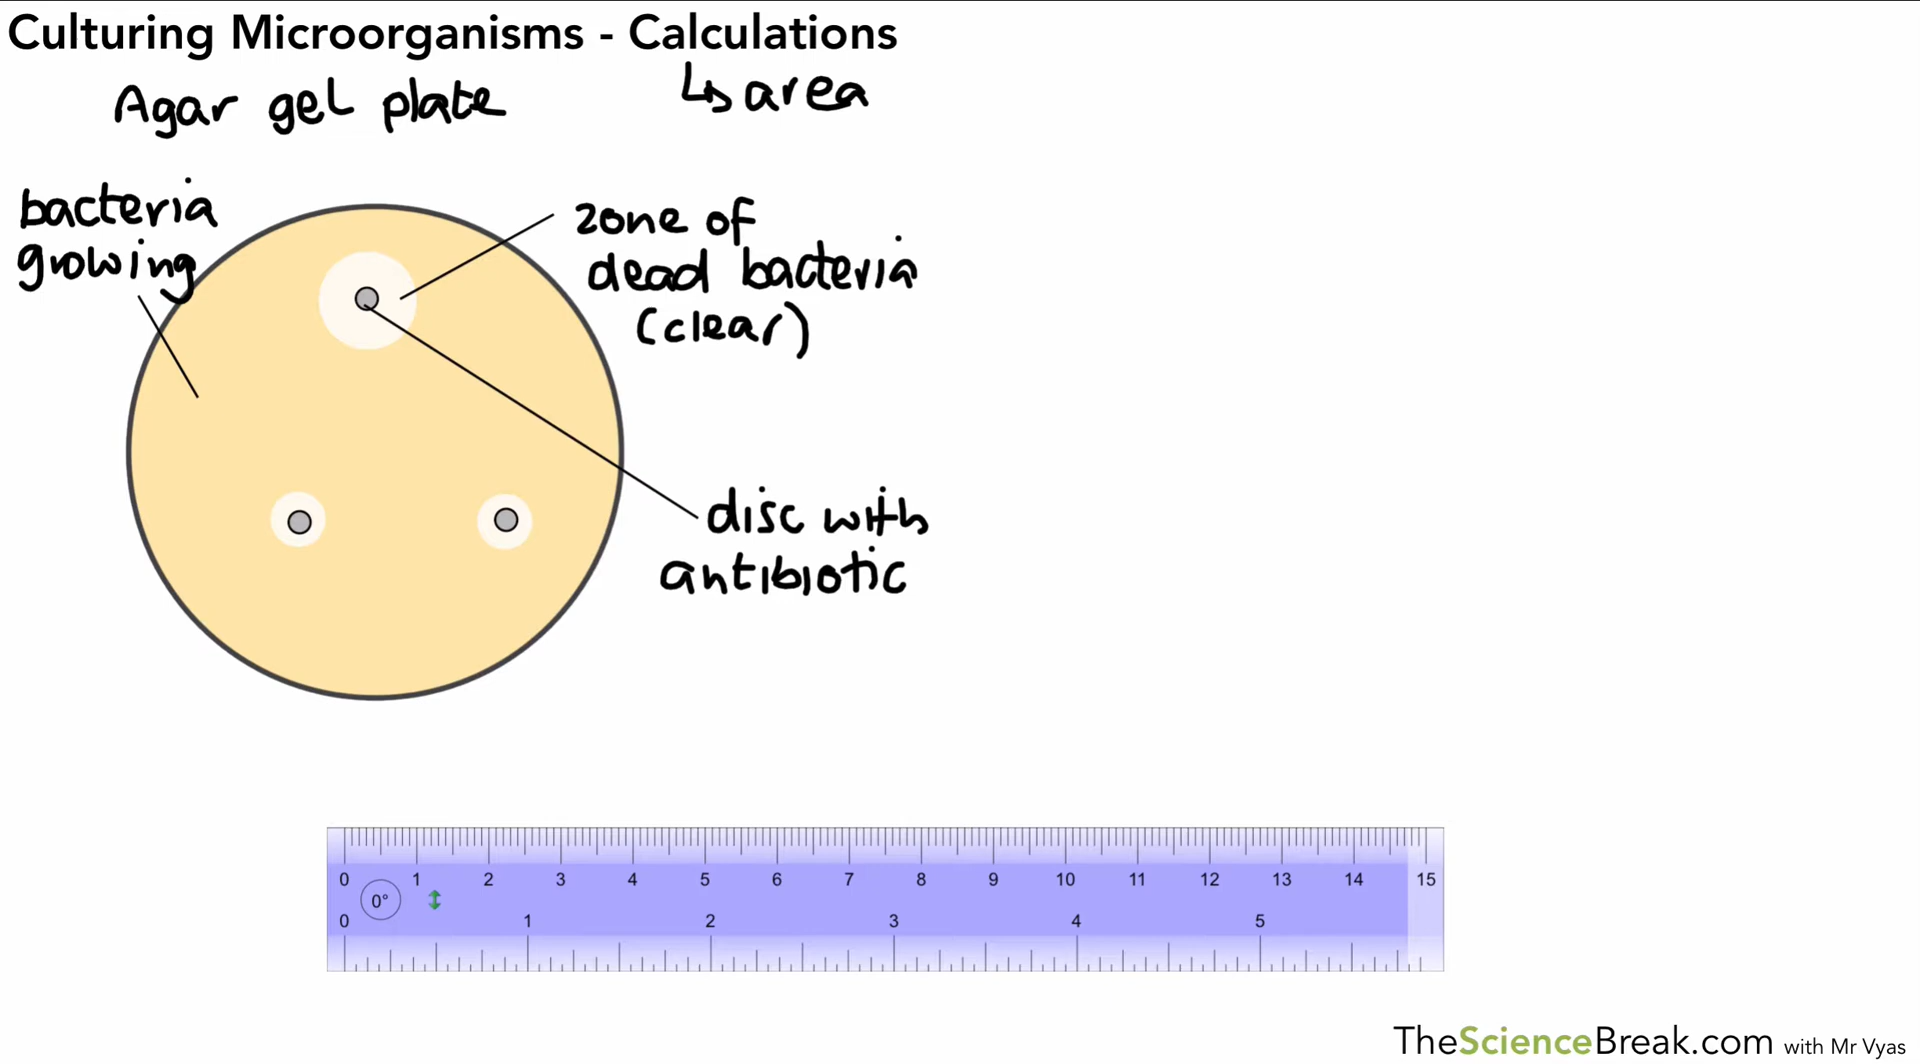 Culturing Microorganisms - Calculations
Agar gel plate
↳ area
bacteria
growing
zone of
dead bacteria
(clear)
disc with
antibiotic
0 1 2 3 4 5 6 7 8 9 10 11 12 13 14 15
0°
0 1 2 3 4 5
TheScienceBreak.com with Mr Vyas